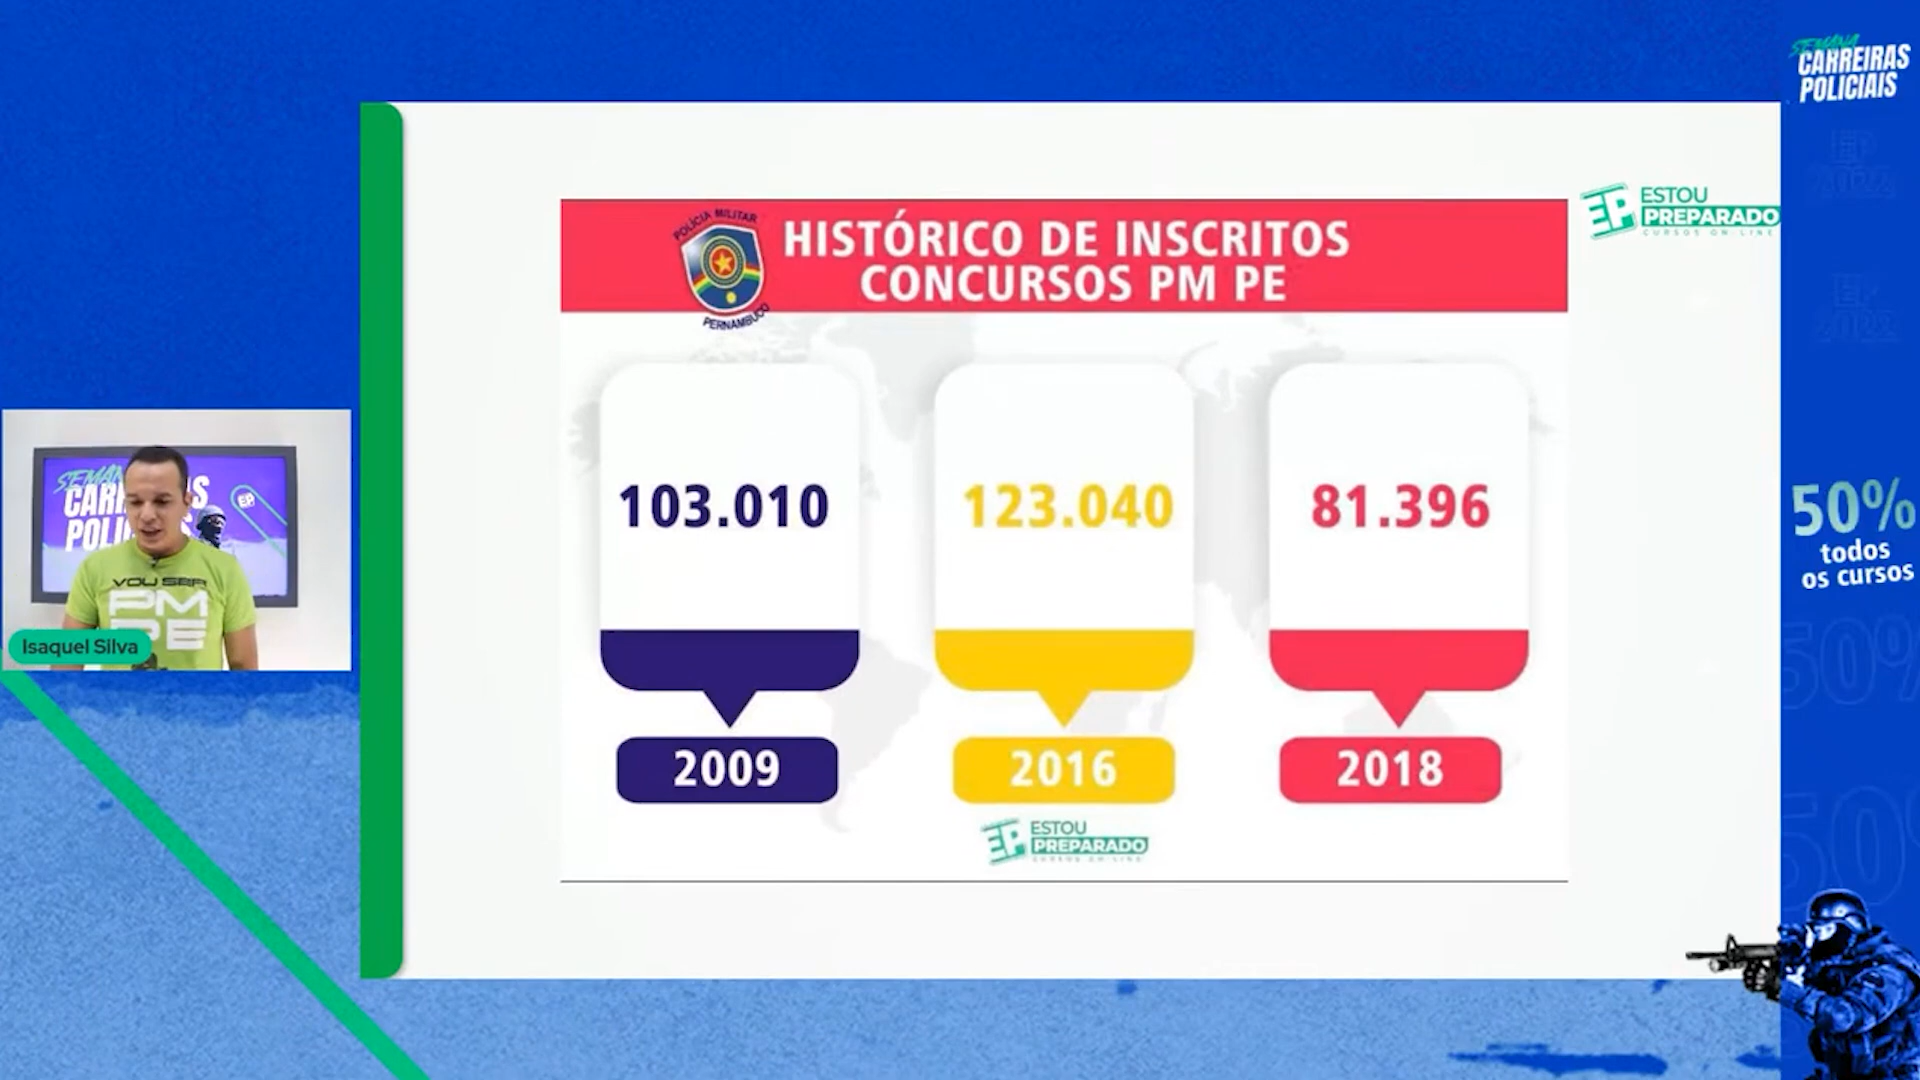 SEMANA
CARREIRAS
POLICIAIS
ESTOU
PREPARADO
CURSOS ON-LINE
POLÍCIA MILITAR
PERNAMBUCO
HISTÓRICO DE INSCRITOS
CONCURSOS PM PE
103.010
123.040
81.396
2009
2016
2018
ESTOU
PREPARADO
CURSOS ON-LINE
EP
VOU SER
PM
PE
Isaquel Silva
50%
todos
os cursos
50%